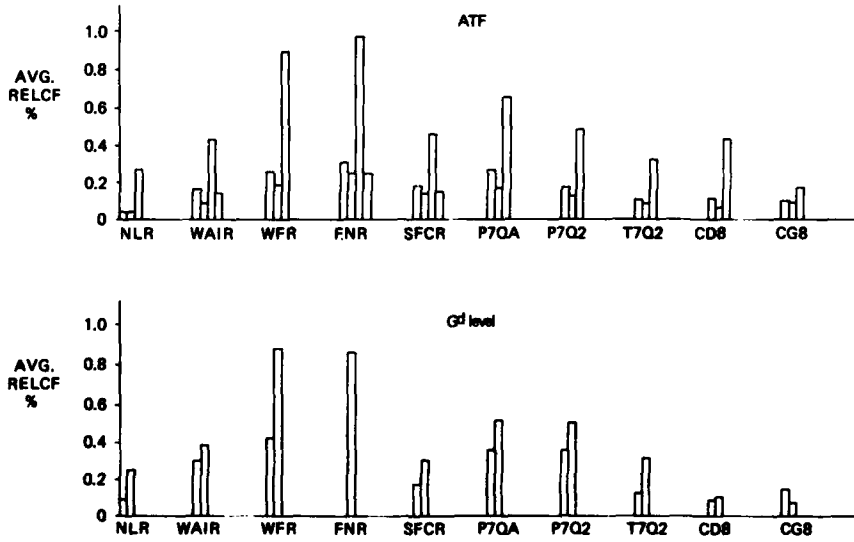 ATF
AVG.
RELCF
%
1.0
0.8
0.6
0.4
0.2
0
NLR WAIR WFR FNR SFCR P7QA P7Q2 T7Q2 CD8 CG8
Gd level
AVG.
RELCF
%
1.0
0.8
0.6
0.4
0.2
0
NLR WAIR WFR FNR SFCR P7QA P7Q2 T7Q2 CD8 CG8